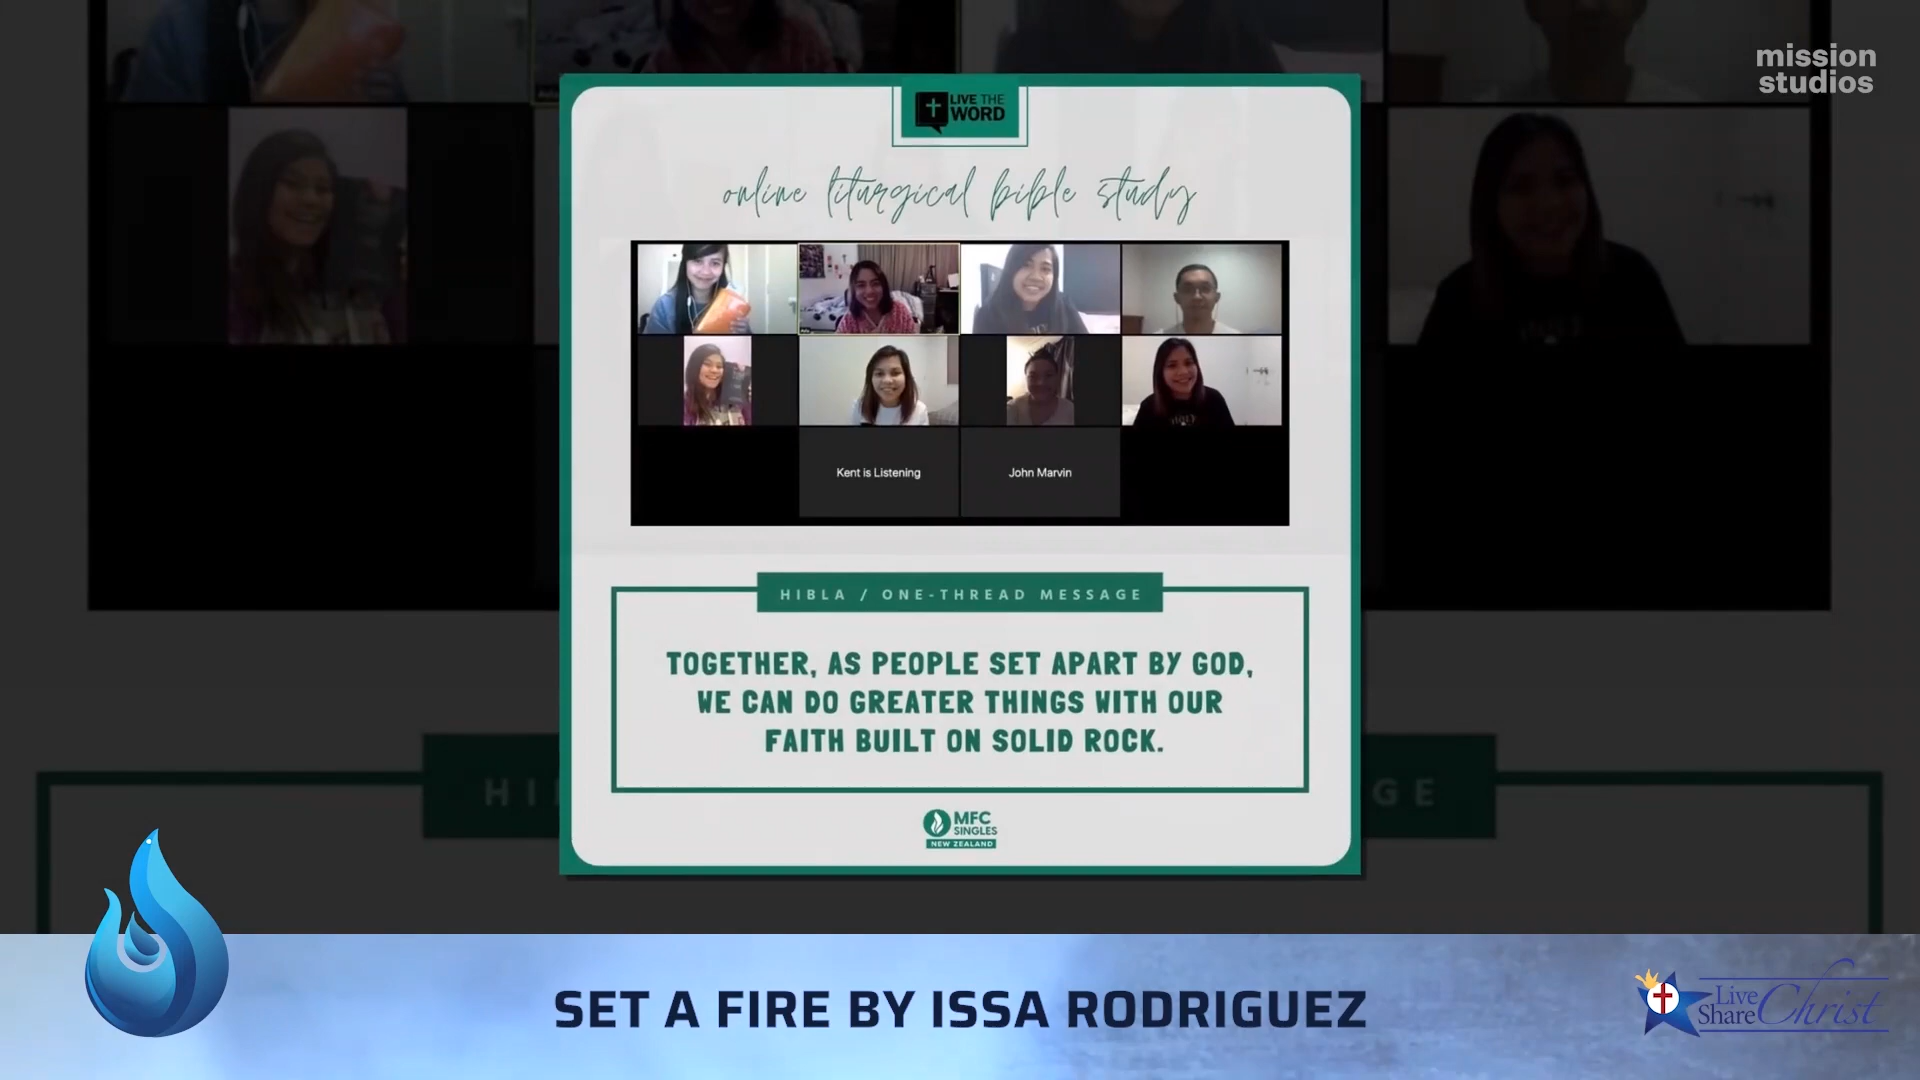 mission
studios
LIVE THE
WORD
online liturgical bible study
Kent is Listening
John Marvin
HIBLA / ONE-THREAD MESSAGE
TOGETHER, AS PEOPLE SET APART BY GOD,
WE CAN DO GREATER THINGS WITH OUR
FAITH BUILT ON SOLID ROCK.
MFC
SINGLES
NEW ZEALAND
HI
GE
SET A FIRE BY ISSA RODRIGUEZ
Live
Share Christ